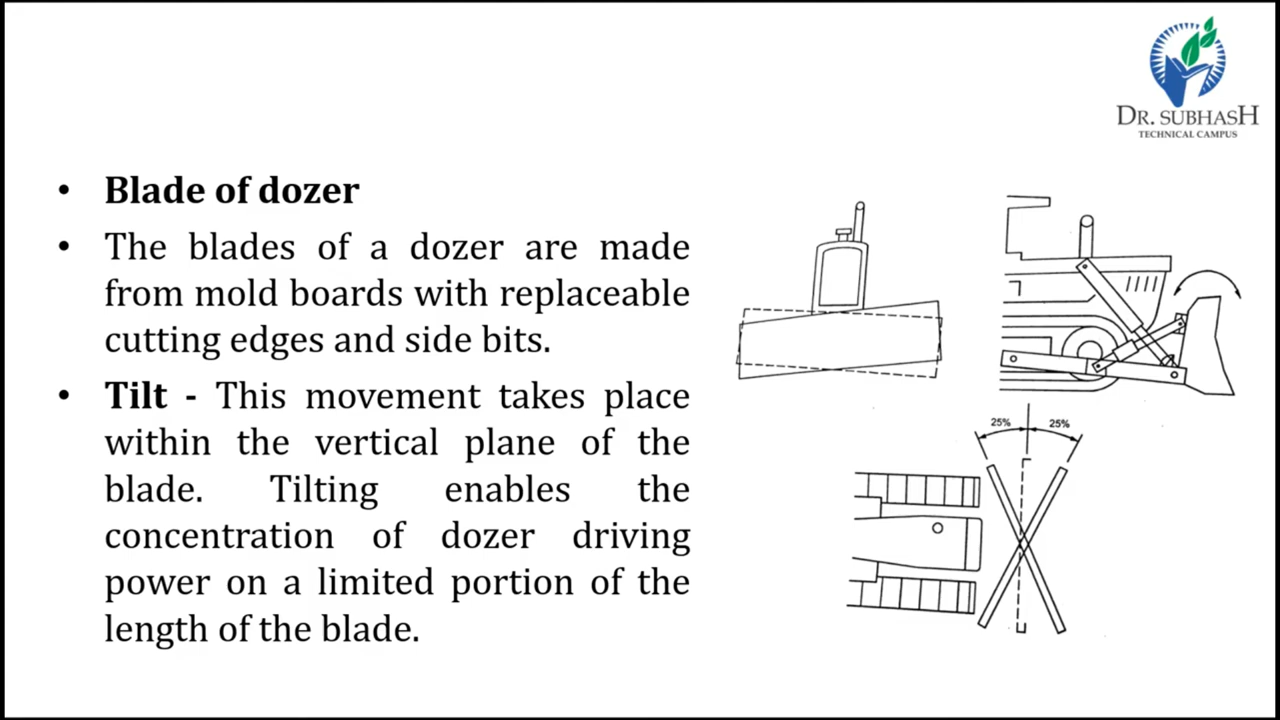 DR. SUBHASH
TECHNICAL CAMPUS
• Blade of dozer
• The blades of a dozer are made
from mold boards with replaceable
cutting edges and side bits.
• Tilt - This movement takes place
within the vertical plane of the
blade. Tilting enables the
concentration of dozer driving
power on a limited portion of the
length of the blade.
25% 25%